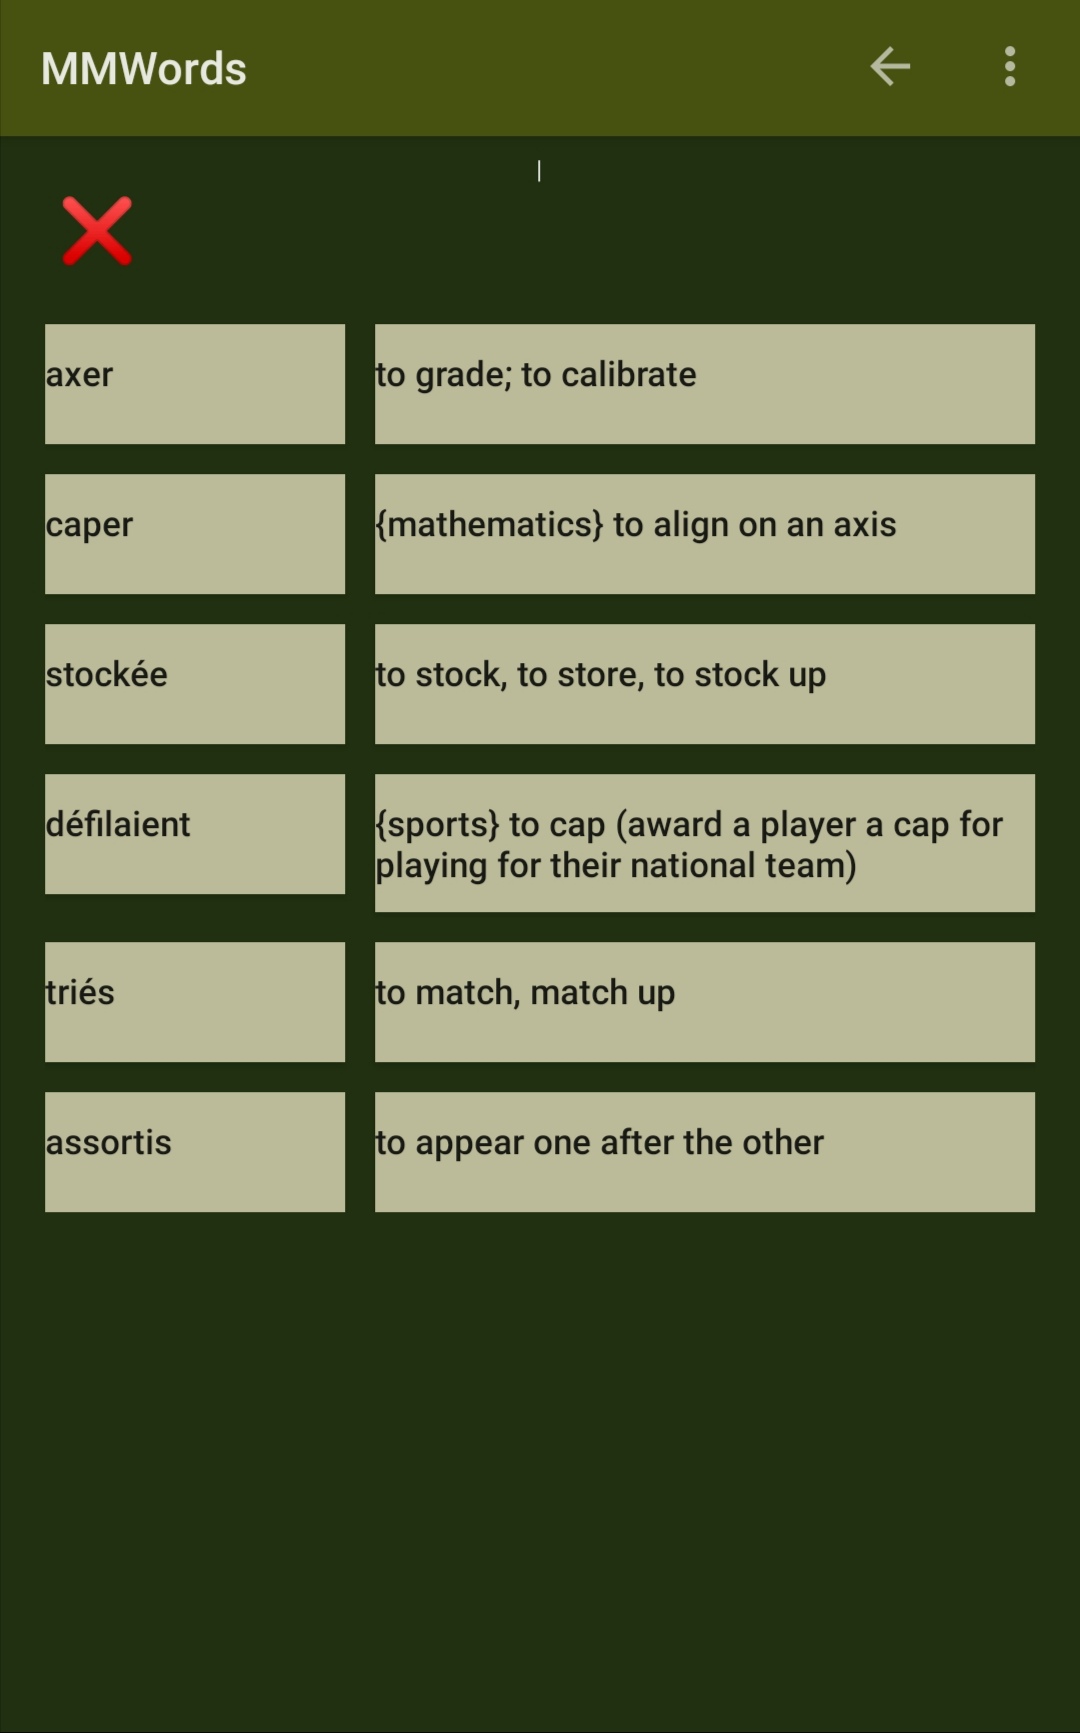 MMWords
axer
to grade; to calibrate
caper
{mathematics} to align on an axis
stockée
to stock, to store, to stock up
défilaient
{sports} to cap (award a player a cap for
playing for their national team)
triés
to match, match up
assortis
to appear one after the other